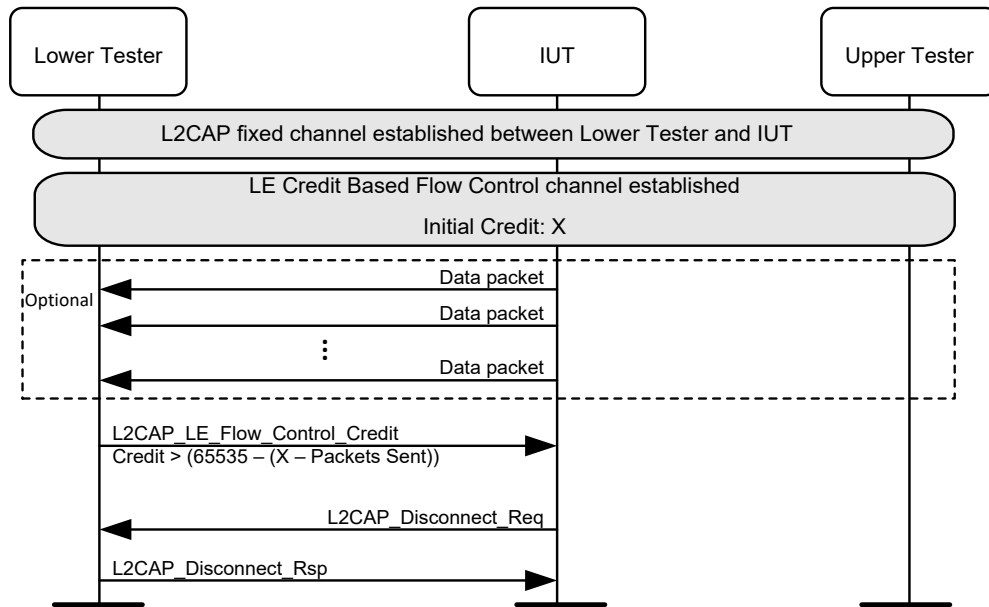 Lower Tester
IUT
Upper Tester
L2CAP fixed channel established between Lower Tester and IUT
LE Credit Based Flow Control channel established
Initial Credit: X
Optional
Data packet
Data packet
⋮
Data packet
L2CAP_LE_Flow_Control_Credit
Credit > (65535 – (X – Packets Sent))
L2CAP_Disconnect_Req
L2CAP_Disconnect_Rsp